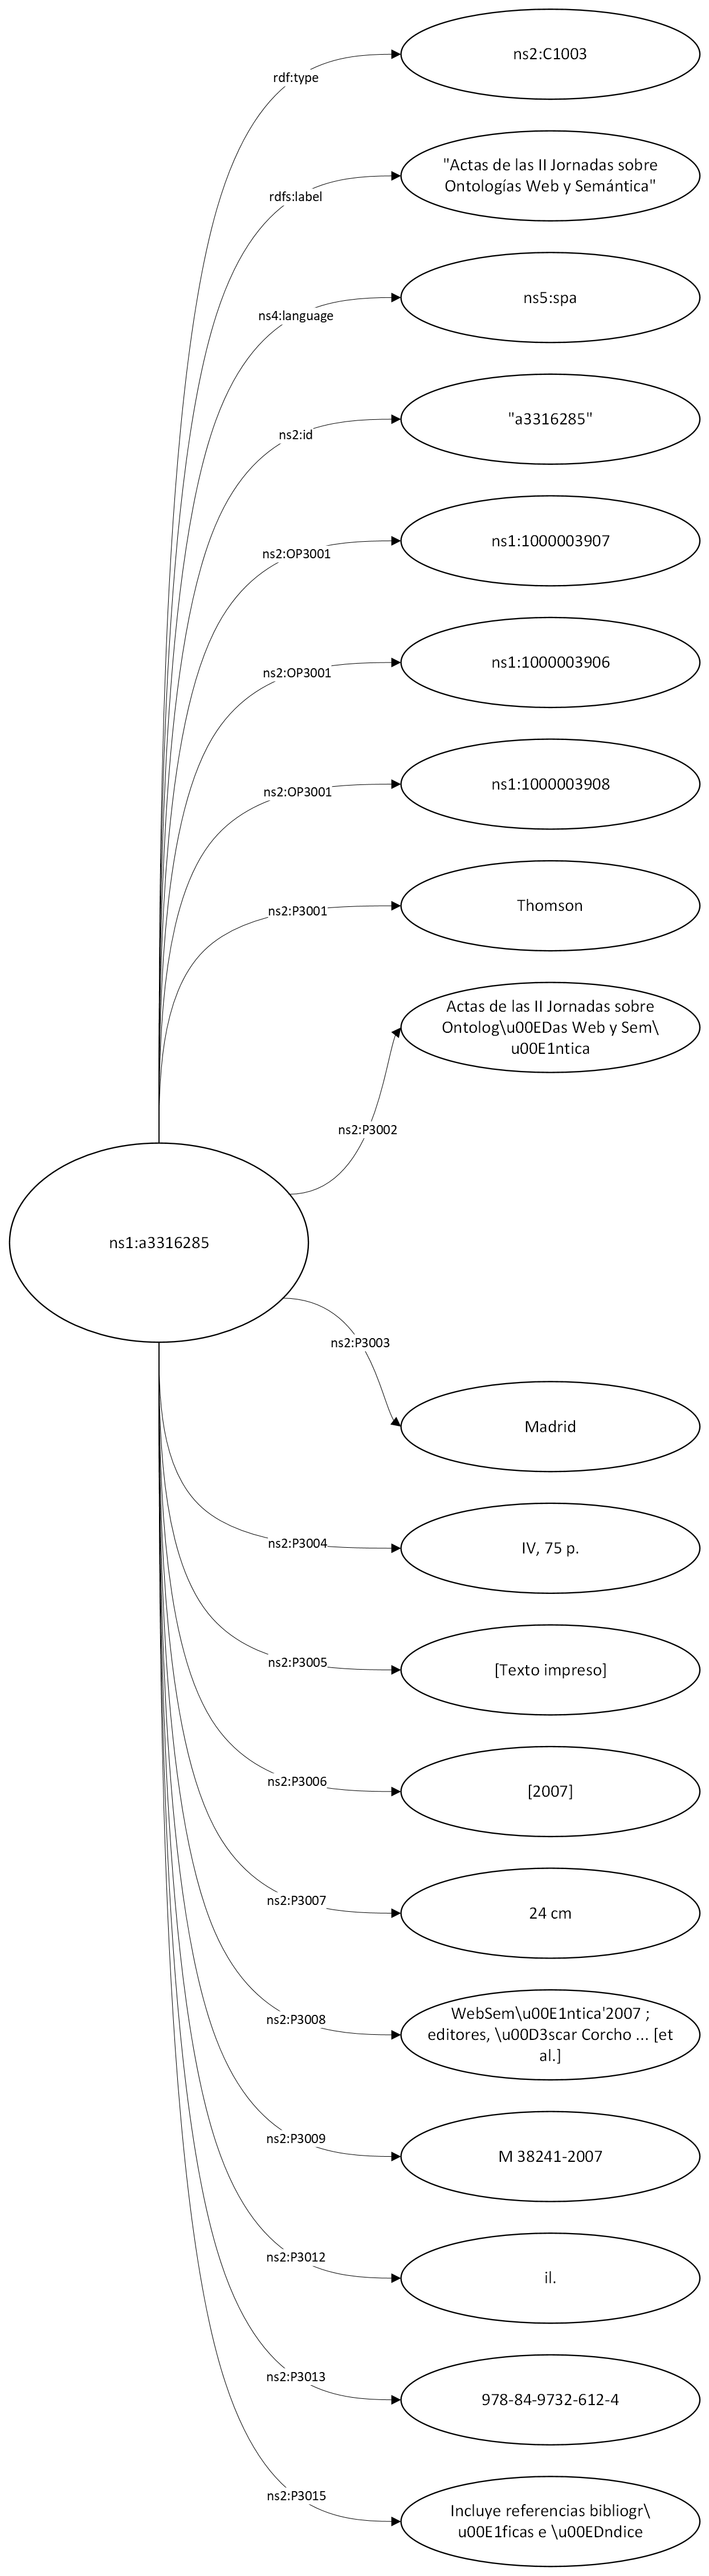 ns2:C1003
rdf:type
"Actas de las II Jornadas sobre
Ontologías Web y Semántica"
rdfs:label
ns5:spa
ns4:language
"a3316285"
ns2:id
ns1:1000003907
ns2:OP3001
ns1:1000003906
ns2:OP3001
ns1:1000003908
ns2:OP3001
Thomson
ns2:P3001
Actas de las II Jornadas sobre
Ontolog\u00EDas Web y Sem\
u00E1ntica
ns2:P3002
ns1:a3316285
ns2:P3003
Madrid
ns2:P3004
IV, 75 p.
ns2:P3005
[Texto impreso]
ns2:P3006
[2007]
ns2:P3007
24 cm
ns2:P3008
WebSem\u00E1ntica'2007 ;
editores, \u00D3scar Corcho ... [et
al.]
ns2:P3009
M 38241-2007
ns2:P3012
il.
ns2:P3013
978-84-9732-612-4
ns2:P3015
Incluye referencias bibliogr\
u00E1ficas e \u00EDndice